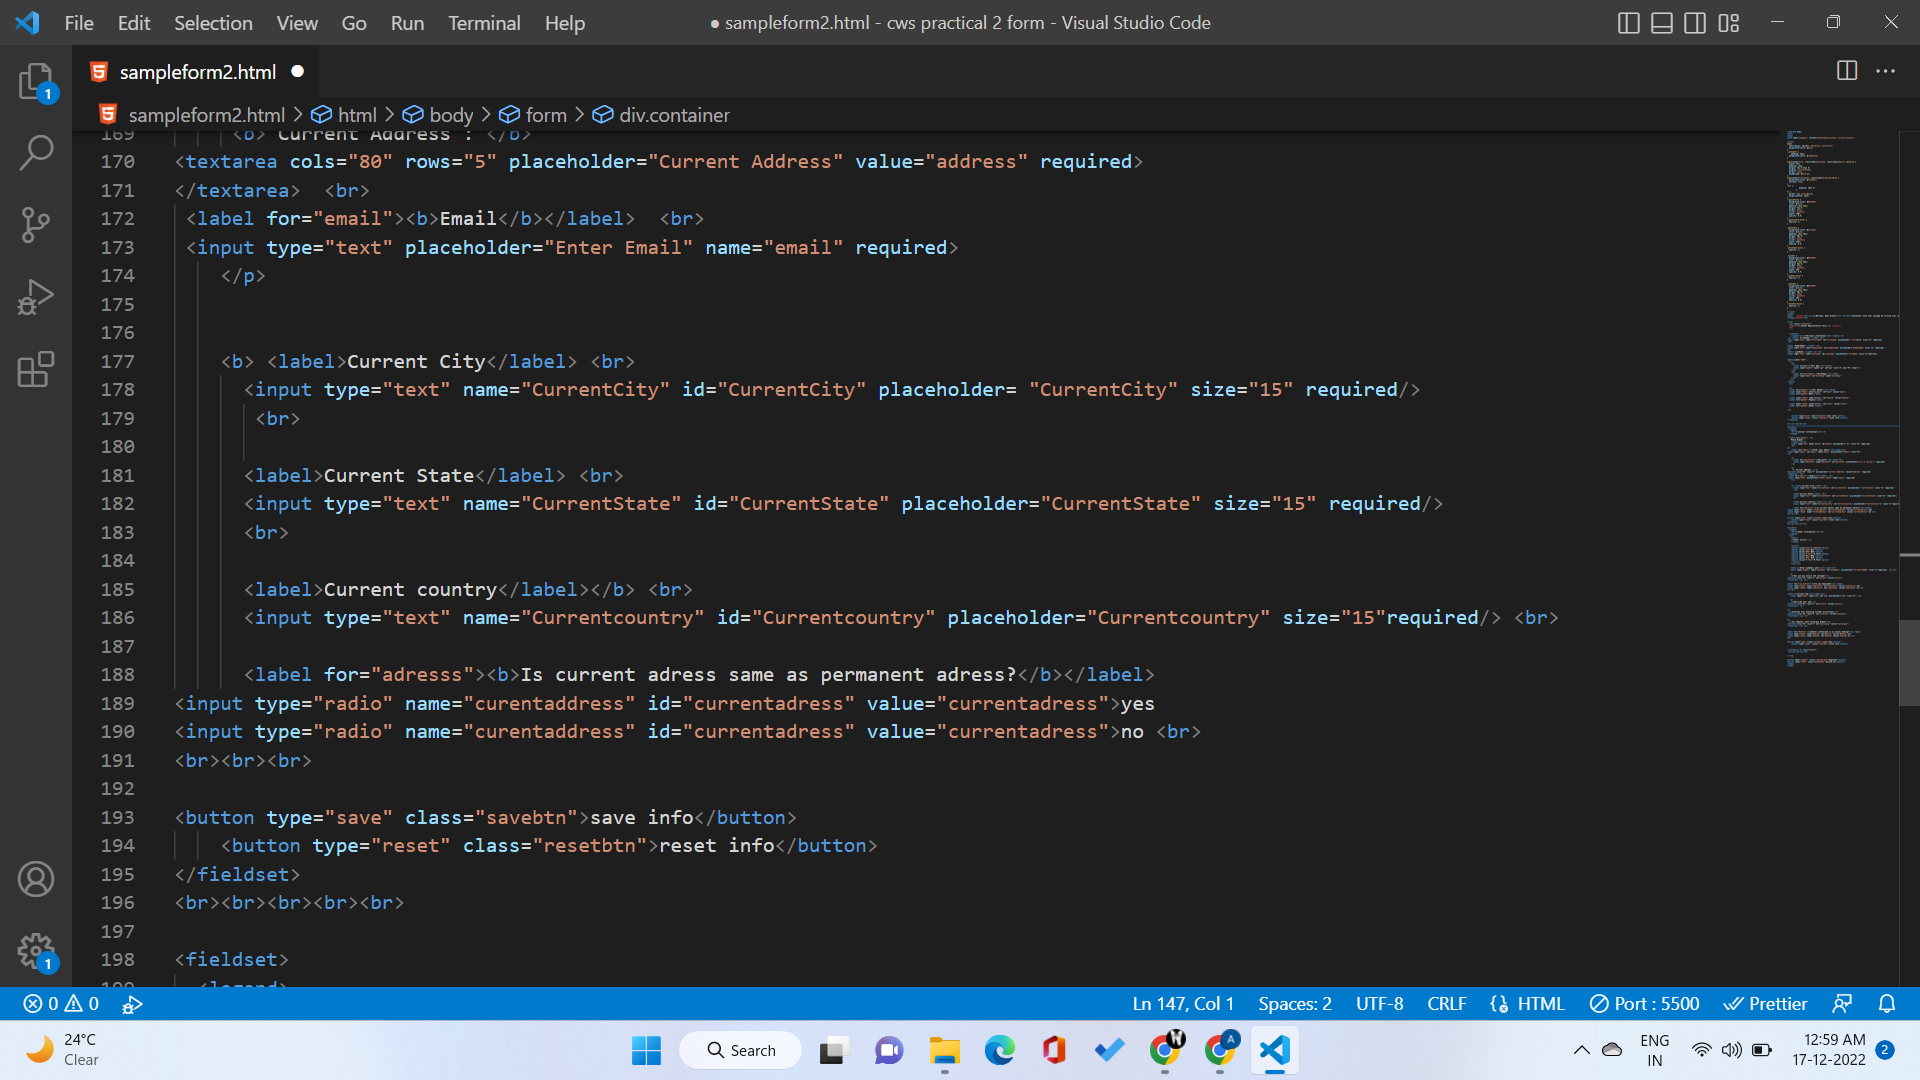 File Edit Selection View Go Run Terminal Help
● sampleform2.html - cws practical 2 form - Visual Studio Code
sampleform2.html ●
sampleform2.html > html > body > form > div.container
169 <b> Current Address : </b>
170 <textarea cols="80" rows="5" placeholder="Current Address" value="address" required>
171 </textarea> <br>
172 <label for="email"><b>Email</b></label> <br>
173 <input type="text" placeholder="Enter Email" name="email" required>
174 </p>
175
176
177 <b> <label>Current City</label> <br>
178 <input type="text" name="CurrentCity" id="CurrentCity" placeholder= "CurrentCity" size="15" required/>
179 <br>
180
181 <label>Current State</label> <br>
182 <input type="text" name="CurrentState" id="CurrentState" placeholder="CurrentState" size="15" required/>
183 <br>
184
185 <label>Current country</label></b> <br>
186 <input type="text" name="Currentcountry" id="Currentcountry" placeholder="Currentcountry" size="15"required/> <br>
187
188 <label for="adresss"><b>Is current adress same as permanent adress?</b></label>
189 <input type="radio" name="curentaddress" id="currentadress" value="currentadress">yes
190 <input type="radio" name="curentaddress" id="currentadress" value="currentadress">no <br>
191 <br><br><br>
192
193 <button type="save" class="savebtn">save info</button>
194 <button type="reset" class="resetbtn">reset info</button>
195 </fieldset>
196 <br><br><br><br><br>
197
198 <fieldset>
199 <legend>
1
1
0 0
Ln 147, Col 1 Spaces: 2 UTF-8 CRLF HTML Port : 5500 Prettier
24°C
Clear
Search
ENG
IN
12:59 AM
17-12-2022
2